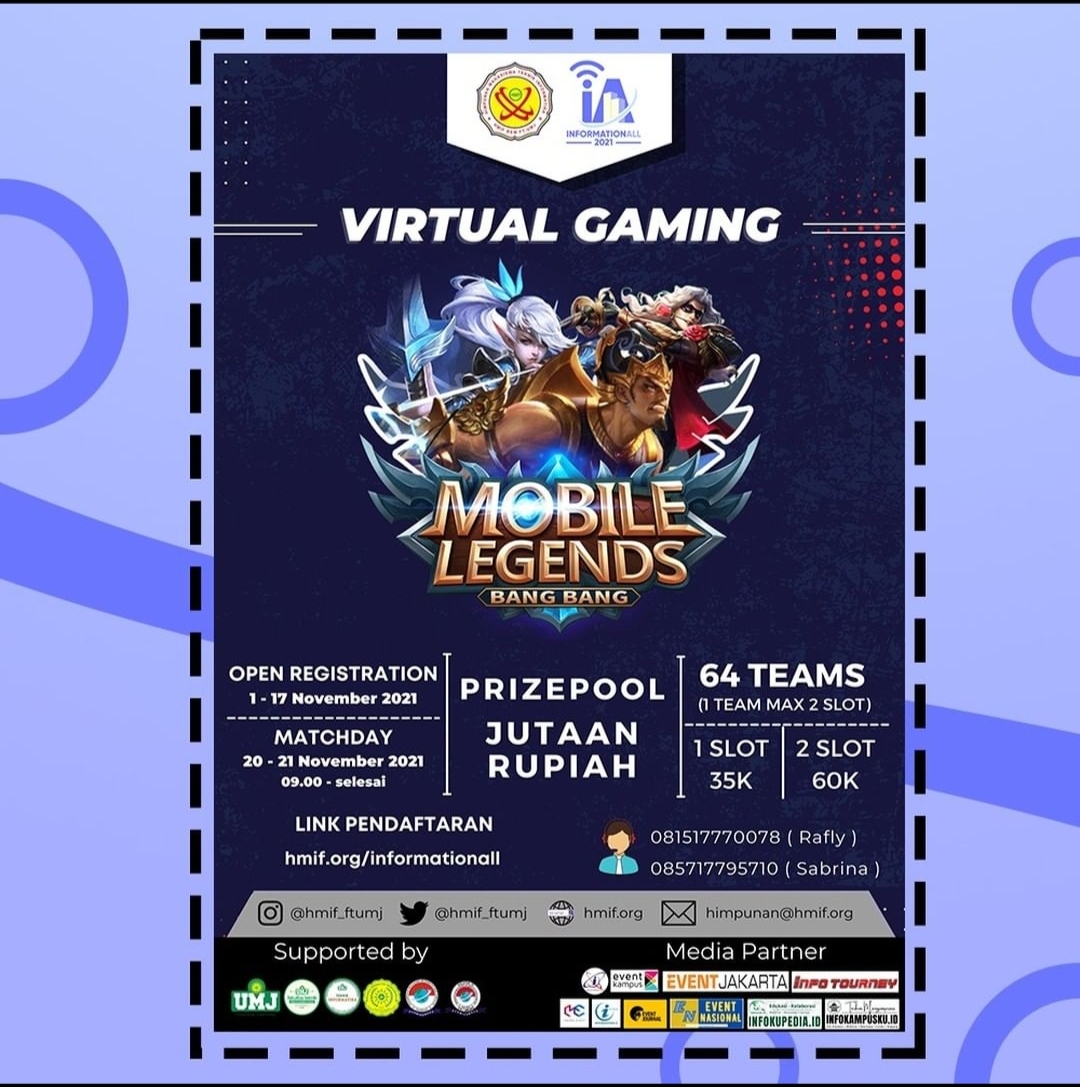 iA
INFORMATIONALL
2021
VIRTUAL GAMING
MOBILE
LEGENDS
BANG BANG
OPEN REGISTRATION
1 - 17 November 2021
MATCHDAY
20 - 21 November 2021
09.00 - selesai
PRIZEPOOL
JUTAAN
RUPIAH
64 TEAMS
(1 TEAM MAX 2 SLOT)
1 SLOT
35K
2 SLOT
60K
LINK PENDAFTARAN
hmif.org/informationall
081517770078 ( Rafly )
085717795710 ( Sabrina )
@hmif_ftumj
@hmif_ftumj
hmif.org
himpunan@hmif.org
Supported by
UMJ
Media Partner
event kampus
EVENTJAKARTA
INFO TOURNEY
EVENT
NASIONAL
INFOKUPEDIA.ID
INFOKAMPUSKU.ID